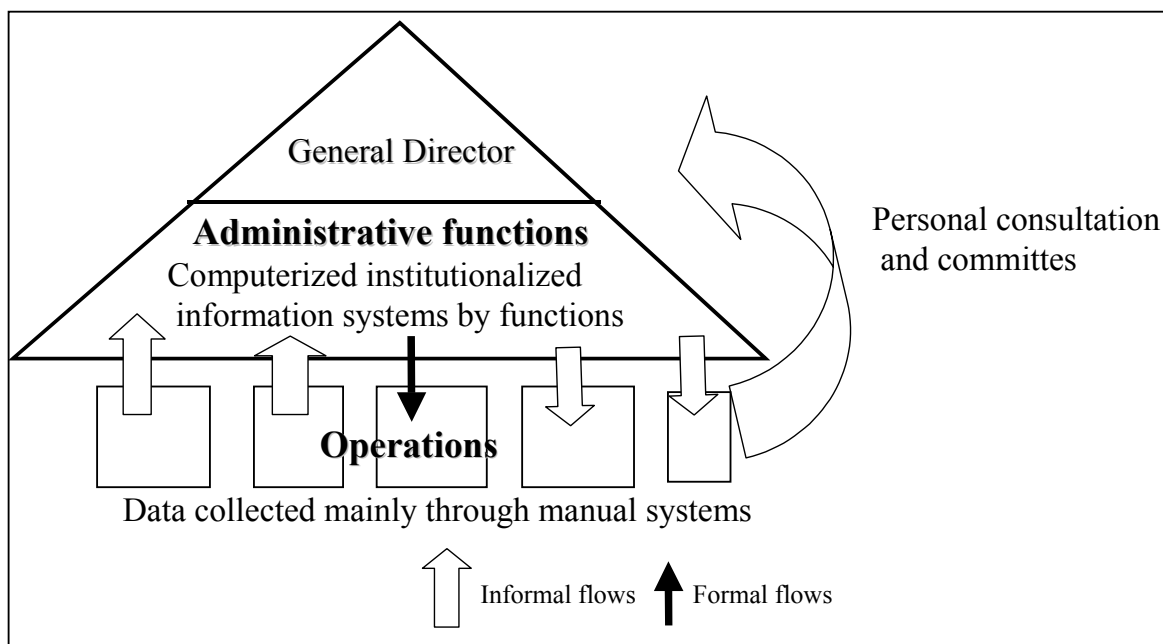 General Director
Administrative functions
Computerized institutionalized
information systems by functions
Personal consultation
and committes
Operations
Data collected mainly through manual systems
Informal flows
Formal flows